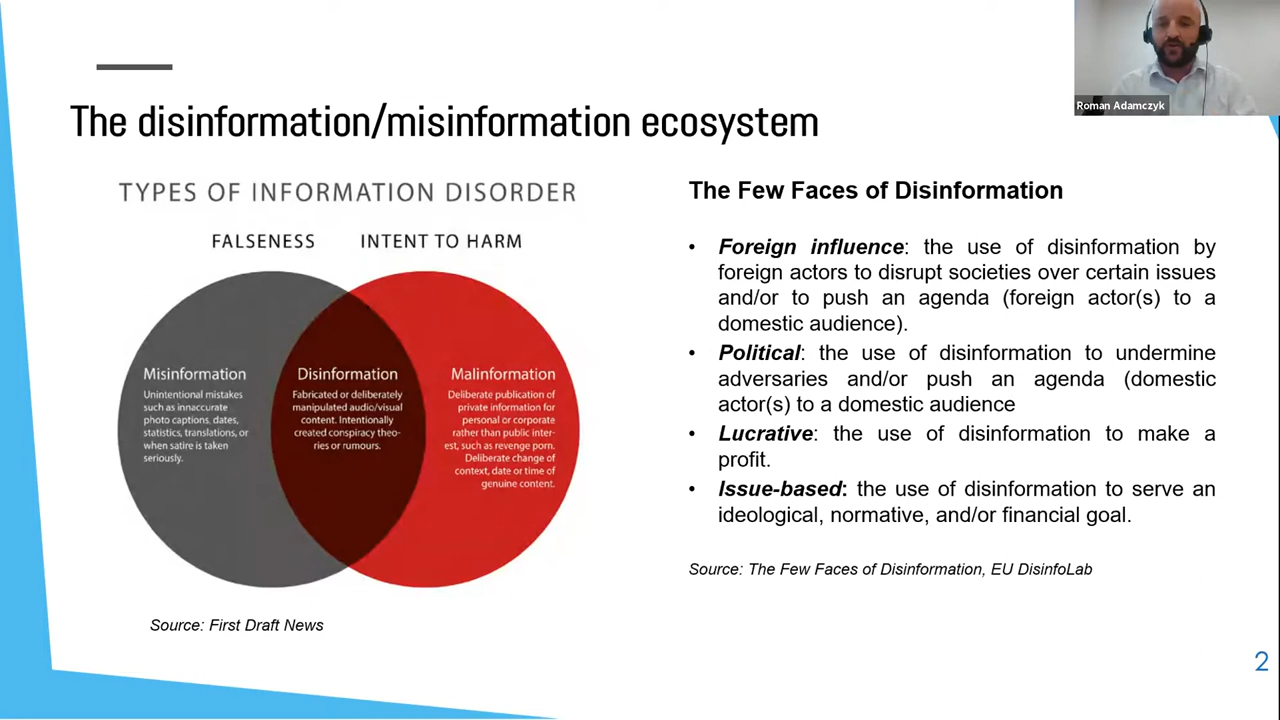 Roman Adamczyk
The disinformation/misinformation ecosystem
TYPES OF INFORMATION DISORDER
FALSENESS
INTENT TO HARM
Misinformation
Unintentional mistakes
such as innaccurate
photo captions, dates,
statistics, translations, or
when satire is taken
seriously.
Disinformation
Fabricated or deliberately
manipulated audio/visual
content. Intentionally
created conspiracy theo-
ries or rumours.
Malinformation
Deliberate publication of
private information for
personal or corporate
rather than public inter-
est, such as revenge porn.
Deliberate change of
context, date or time of
genuine content.
Source: First Draft News
The Few Faces of Disinformation
• Foreign influence: the use of disinformation by
foreign actors to disrupt societies over certain issues
and/or to push an agenda (foreign actor(s) to a
domestic audience).
• Political: the use of disinformation to undermine
adversaries and/or push an agenda (domestic
actor(s) to a domestic audience
• Lucrative: the use of disinformation to make a
profit.
• Issue-based: the use of disinformation to serve an
ideological, normative, and/or financial goal.
Source: The Few Faces of Disinformation, EU DisinfoLab
2